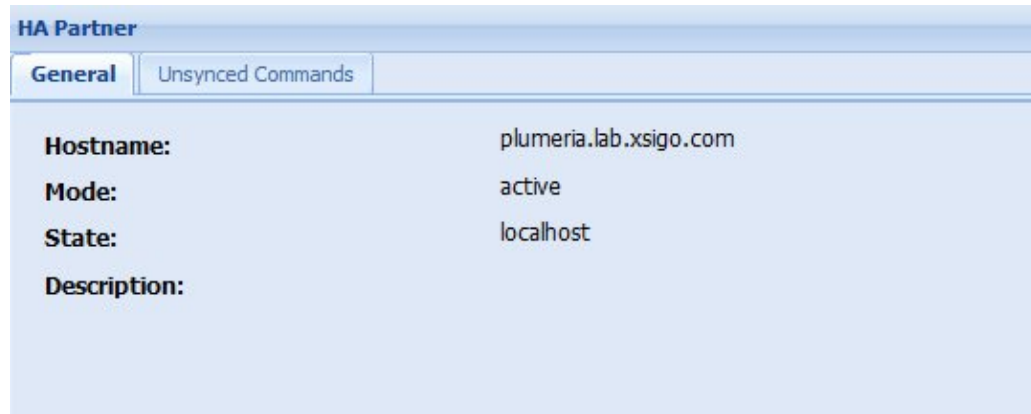 HA Partner
General Unsynced Commands
Hostname: plumeria.lab.xsigo.com
Mode: active
State: localhost
Description: